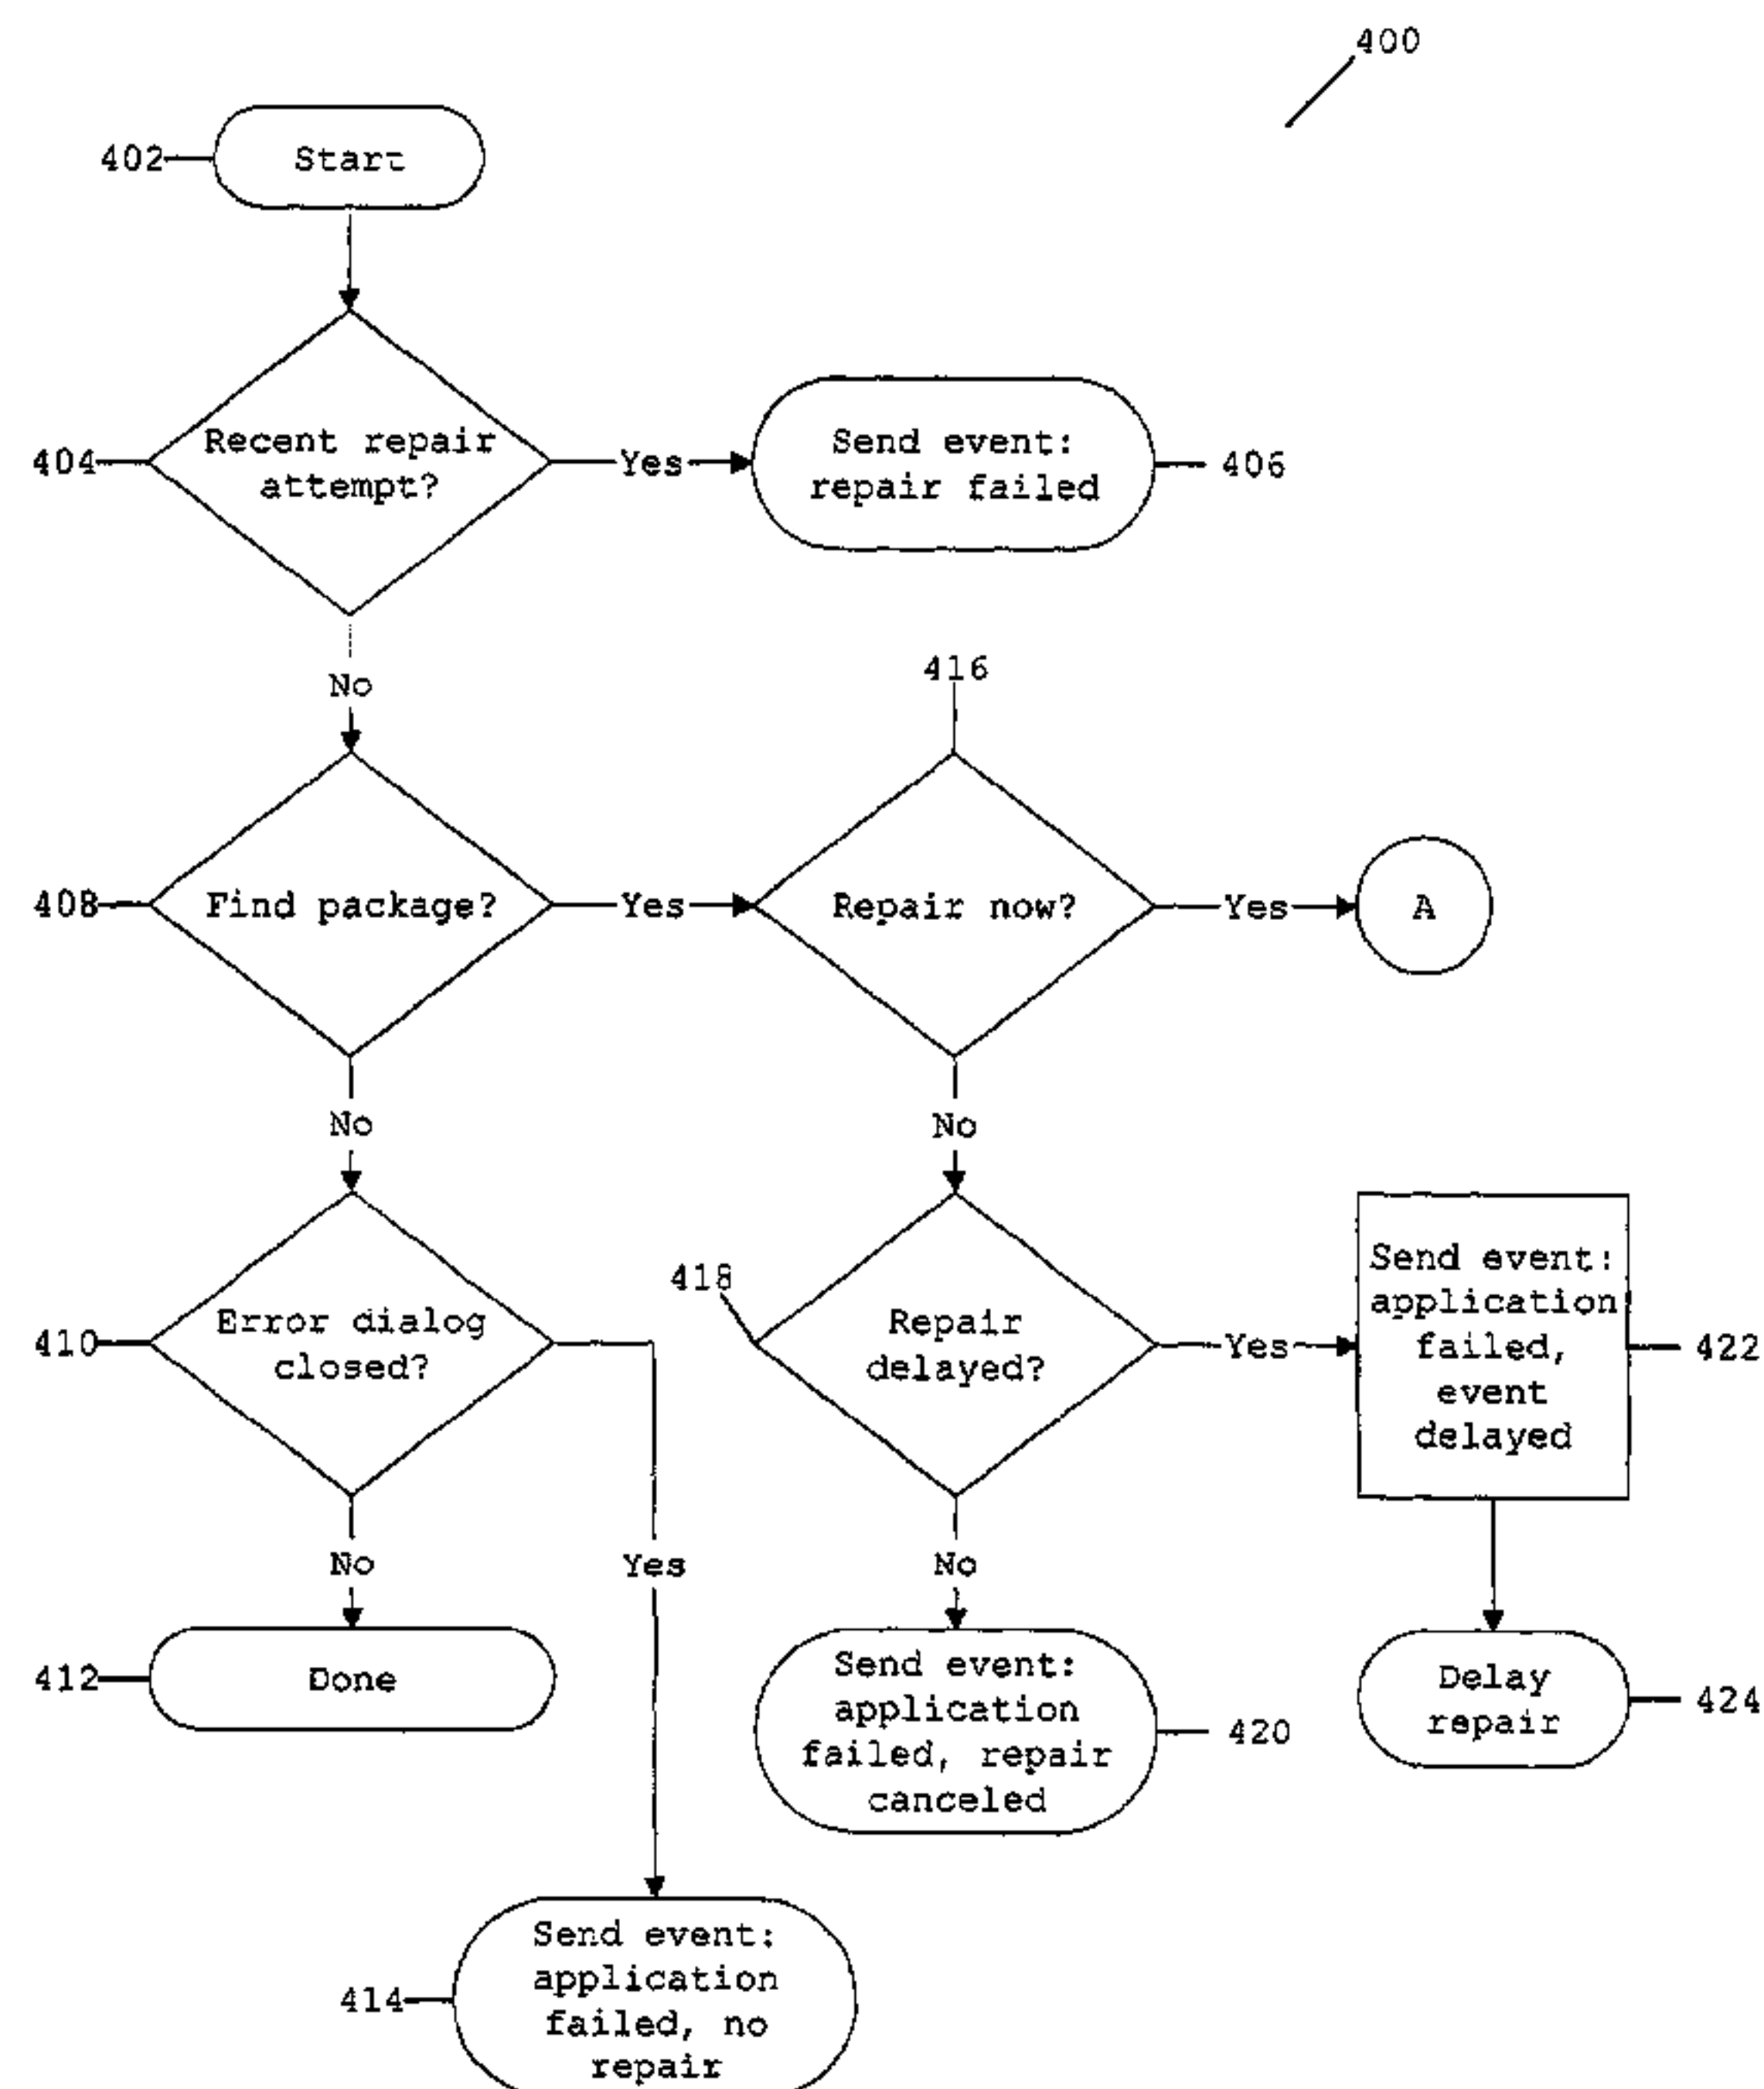 400
402
Start
404
Recent repair
attempt?
Yes
Send event:
repair failed
406
No
416
408
Find package?
Yes
Repair now?
Yes
A
No
No
410
Error dialog
closed?
418
Repair
delayed?
Yes
Send event:
application
failed,
event
delayed
422
No
Yes
No
412
Done
Send event:
application
failed, repair
canceled
420
Delay
repair
424
414
Send event:
application
failed, no
repair